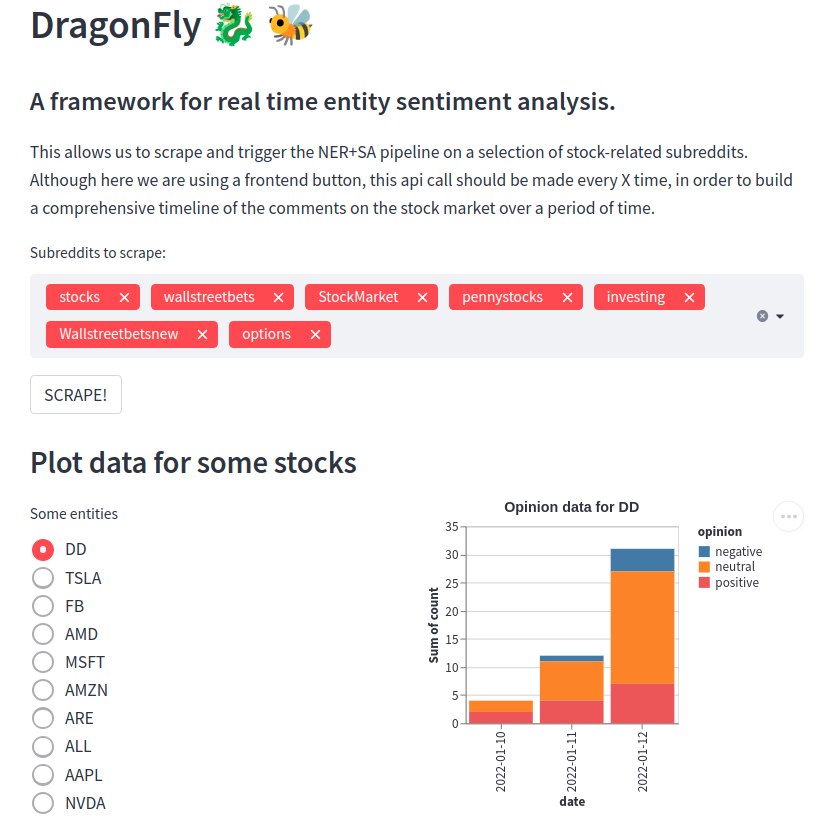 DragonFly 🐉 🐝
A framework for real time entity sentiment analysis.
This allows us to scrape and trigger the NER+SA pipeline on a selection of stock-related subreddits.
Although here we are using a frontend button, this api call should be made every X time, in order to build
a comprehensive timeline of the comments on the stock market over a period of time.
Subreddits to scrape:
stocks × wallstreetbets × StockMarket × pennystocks × investing ×
Wallstreetbetsnew × options ×
SCRAPE!
Plot data for some stocks
Some entities
DD
TSLA
FB
AMD
MSFT
AMZN
ARE
ALL
AAPL
NVDA
Opinion data for DD
Sum of count
35
30
25
20
15
10
5
0
2022-01-10
2022-01-11
2022-01-12
date
opinion
negative
neutral
positive